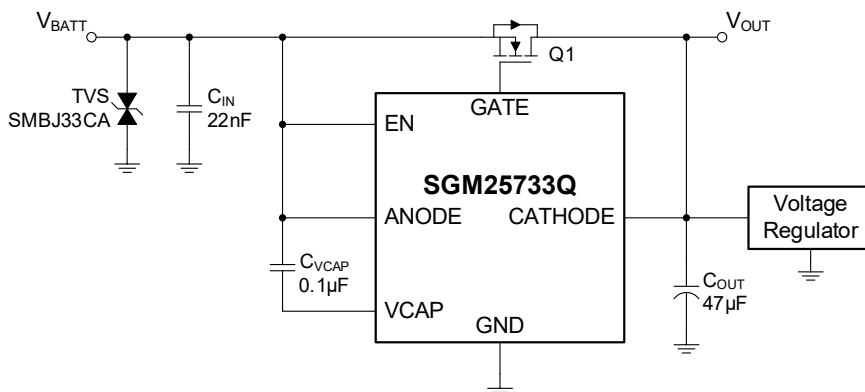 VBATT
VOUT
Q1
TVS
SMBJ33CA
CIN
22nF
GATE
EN
SGM25733Q
ANODE
CATHODE
Voltage
Regulator
CVCAP
0.1μF
COUT
47μF
VCAP
GND